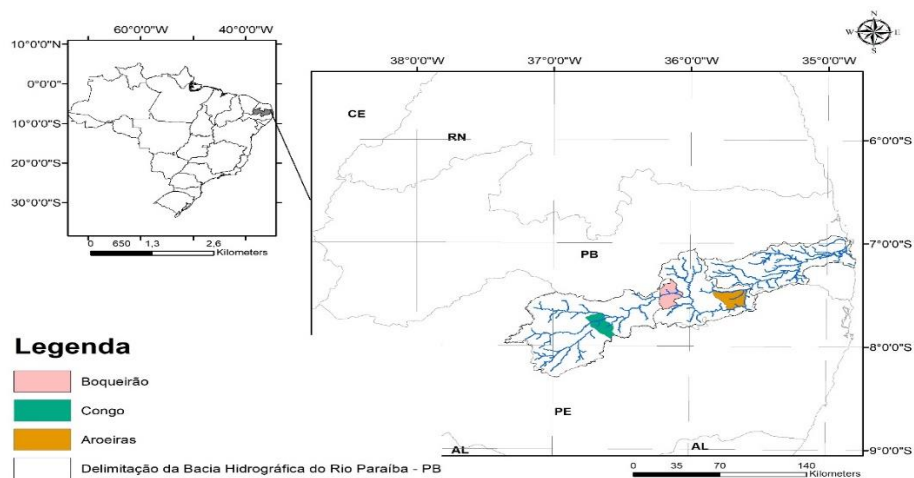 60°0'0"W 40°0'0"W
10°0'0"N
0°0'0"
10°0'0"S
20°0'0"S
30°0'0"S
0 650 1,3 2,6
Kilometers
N
W E
S
38°0'0"W 37°0'0"W 36°0'0"W 35°0'0"W
CE
RN
6°0'0"S
7°0'0"S
PB
8°0'0"S
PE
AL AL
9°0'0"S
0 35 70 140
Kilometers
Legenda
Boqueirão
Congo
Aroeiras
Delimitação da Bacia Hidrográfica do Rio Paraíba - PB